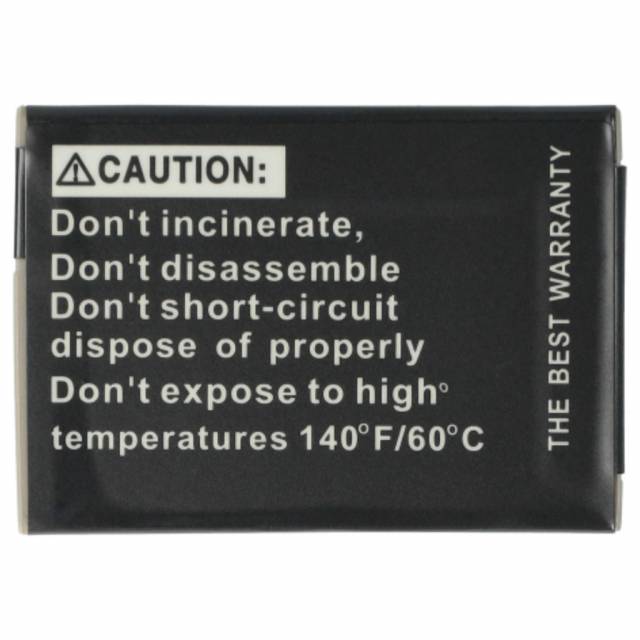 ⚠CAUTION:
Don't incinerate,
Don't disassemble
Don't short-circuit
dispose of properly
Don't expose to high°
temperatures 140°F/60°C
THE BEST WARRANTY